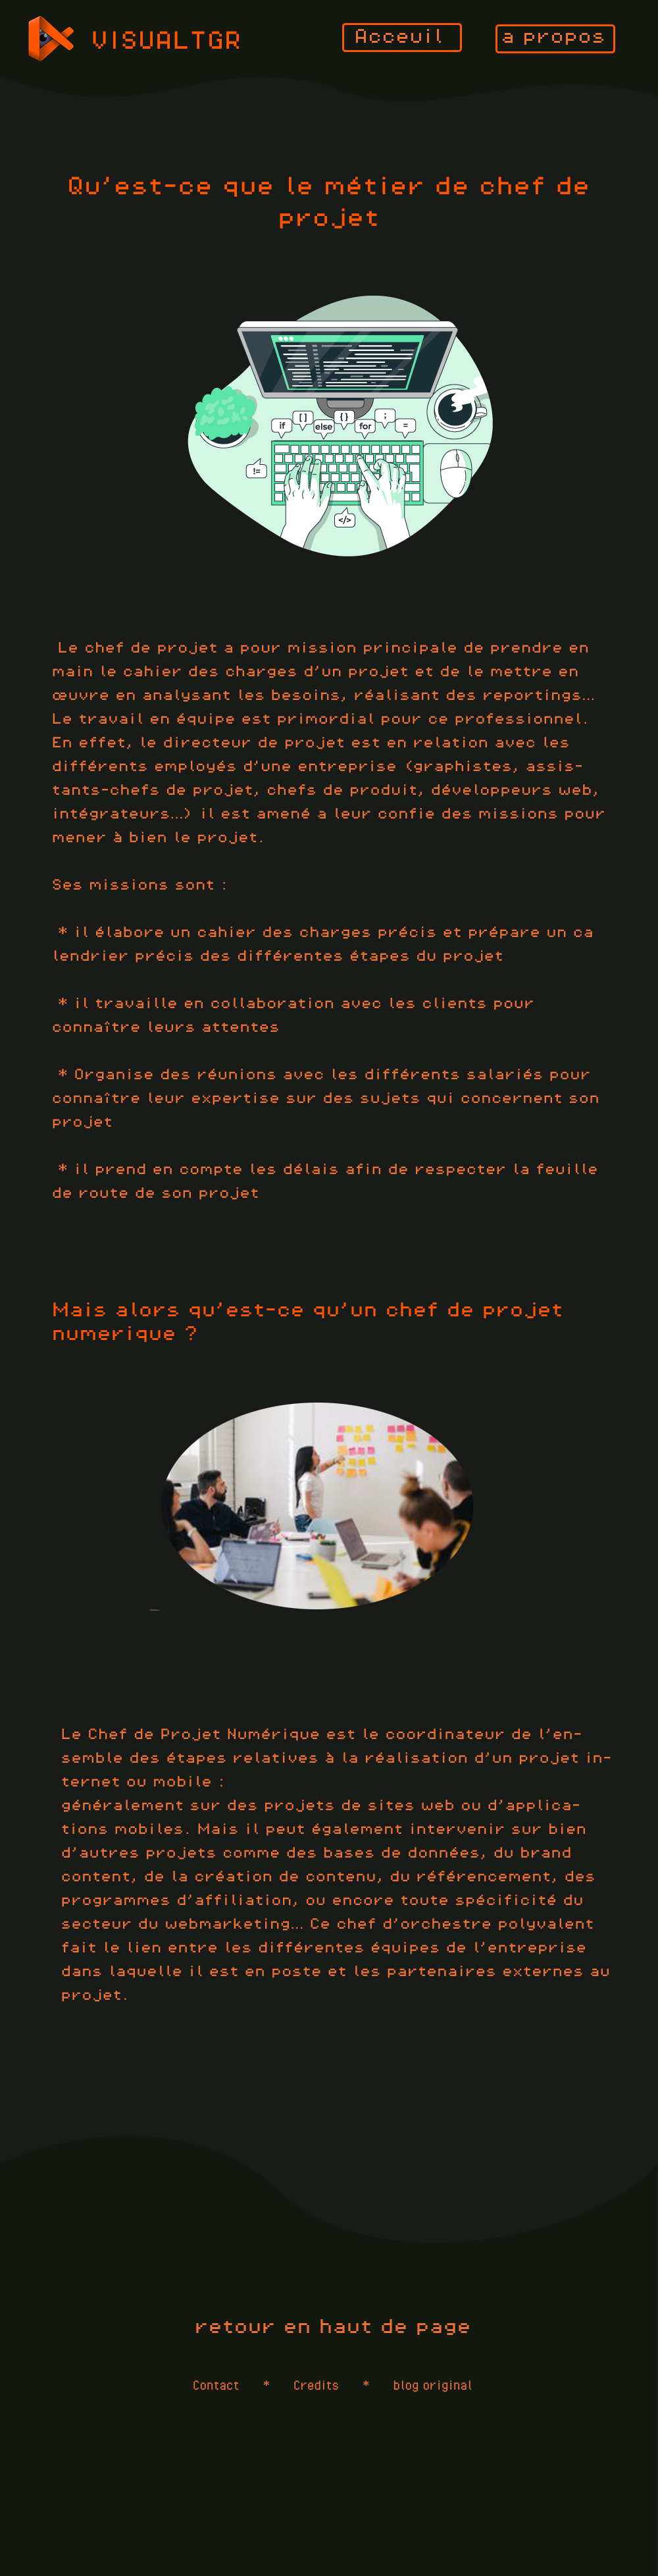 VISUALTGR
Acceuil
a propos
Qu'est-ce que le métier de chef de
projet
if
[ ]
else
{ }
for
;
=
!=
</>
Le chef de projet a pour mission principale de prendre en
main le cahier des charges d'un projet et de le mettre en
œuvre en analysant les besoins, réalisant des reportings...
Le travail en équipe est primordial pour ce professionnel.
En effet, le directeur de projet est en relation avec les
différents employés d'une entreprise (graphistes, assis-
tants-chefs de projet, chefs de produit, développeurs web,
intégrateurs...) il est amené a leur confie des missions pour
mener à bien le projet.
Ses missions sont :
* il élabore un cahier des charges précis et prépare un ca
lendrier précis des différentes étapes du projet
* il travaille en collaboration avec les clients pour
connaître leurs attentes
* Organise des réunions avec les différents salariés pour
connaître leur expertise sur des sujets qui concernent son
projet
* il prend en compte les délais afin de respecter la feuille
de route de son projet
Mais alors qu'est-ce qu'un chef de projet
numerique ?
Le Chef de Projet Numérique est le coordinateur de l'en-
semble des étapes relatives à la réalisation d'un projet in-
ternet ou mobile :
généralement sur des projets de sites web ou d'applica-
tions mobiles. Mais il peut également intervenir sur bien
d'autres projets comme des bases de données, du brand
content, de la création de contenu, du référencement, des
programmes d'affiliation, ou encore toute spécificité du
secteur du webmarketing... Ce chef d'orchestre polyvalent
fait le lien entre les différentes équipes de l'entreprise
dans laquelle il est en poste et les partenaires externes au
projet.
retour en haut de page
Contact * Credits * blog original